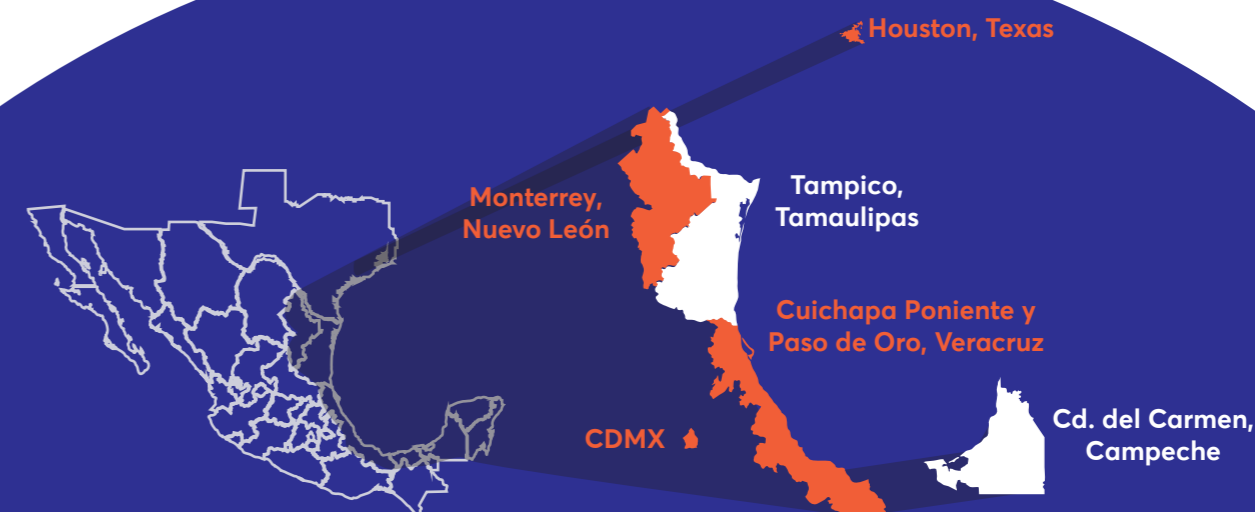 Houston, Texas
Monterrey,
Nuevo León
Tampico,
Tamaulipas
Cuichapa Poniente y
Paso de Oro, Veracruz
CDMX
Cd. del Carmen,
Campeche